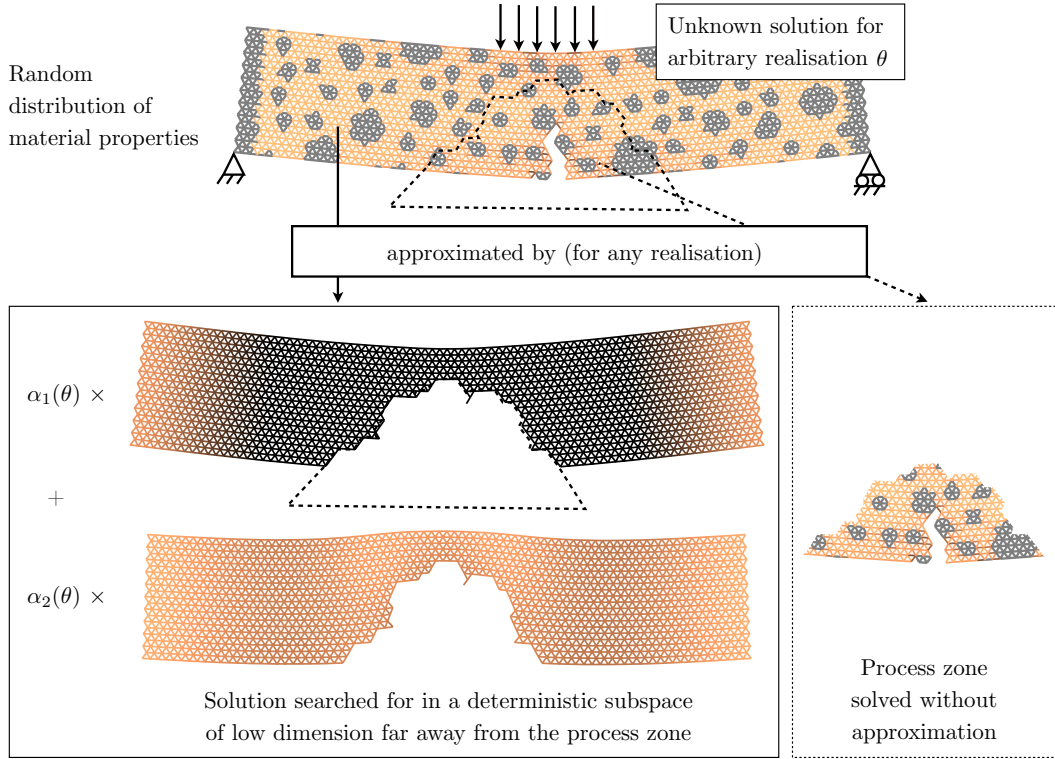 Unknown solution for
arbitrary realisation θ
Random
distribution of
material properties
approximated by (for any realisation)
α₁(θ) ×
+
α₂(θ) ×
Solution searched for in a deterministic subspace
of low dimension far away from the process zone
Process zone
solved without
approximation